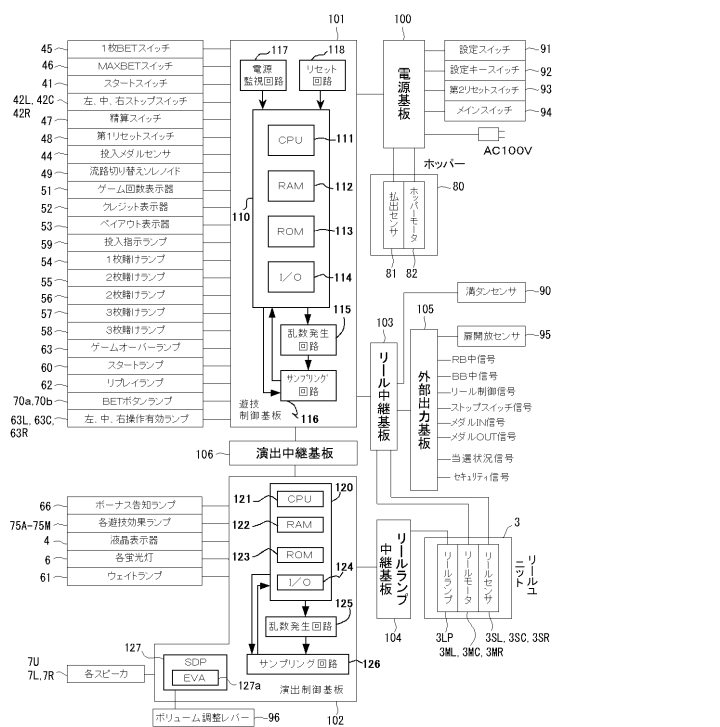 101
100
45 1枚BETスイッチ
46 MAXBETスイッチ
41 スタートスイッチ
42L, 42C 42R 左、中、右ストップスイッチ
47 精算スイッチ
48 第1リセットスイッチ
44 投入メダルセンサ
49 流路切り替えソレノイド
51 ゲーム回数表示器
52 クレジット表示器
53 ペイアウト表示器
59 投入指示ランプ
54 1枚賭けランプ
55 2枚賭けランプ
56 2枚賭けランプ
57 3枚賭けランプ
58 3枚賭けランプ
63 ゲームオーバーランプ
60 スタートランプ
62 リプレイランプ
70a,70b BETボタンランプ
63L, 63C, 63R 左、中、右操作有効ランプ
117
118
電源
監視回路
リセット
回路
110
CPU 111
RAM 112
ROM 113
I/O 114
115
乱数発生
回路
サンプリング
回路
116
遊技
制御基板
電源基板
設定スイッチ 91
設定キースイッチ 92
第2リセットスイッチ 93
メインスイッチ 94
AC100V
ホッパー
80
払出センサ
ホッパーモータ
81
82
満タンセンサ 90
103
105
扉開放センサ 95
リール中継基板
外部出力基板
RB中信号
BB中信号
リール制御信号
ストップスイッチ信号
メダルIN信号
メダルOUT信号
当選状況信号
セキュリティ信号
106 演出中継基板
66 ボーナス告知ランプ
75A-75M 各遊技効果ランプ
4 液晶表示器
6 各蛍光灯
61 ウェイトランプ
120
121 CPU
122 RAM
123 ROM
I/O 124
125
乱数発生回路
サンプリング回路 126
リールランプ
中継基板
104
3
リールランプ
リールモータ
リールセンサ
リールユ
ニット
3LP
3SL, 3SC, 3SR
3ML, 3MC, 3MR
7U
7L,7R 各スピーカ
127
SDP
EVA
127a
演出制御基板
102
ボリューム調整レバー 96